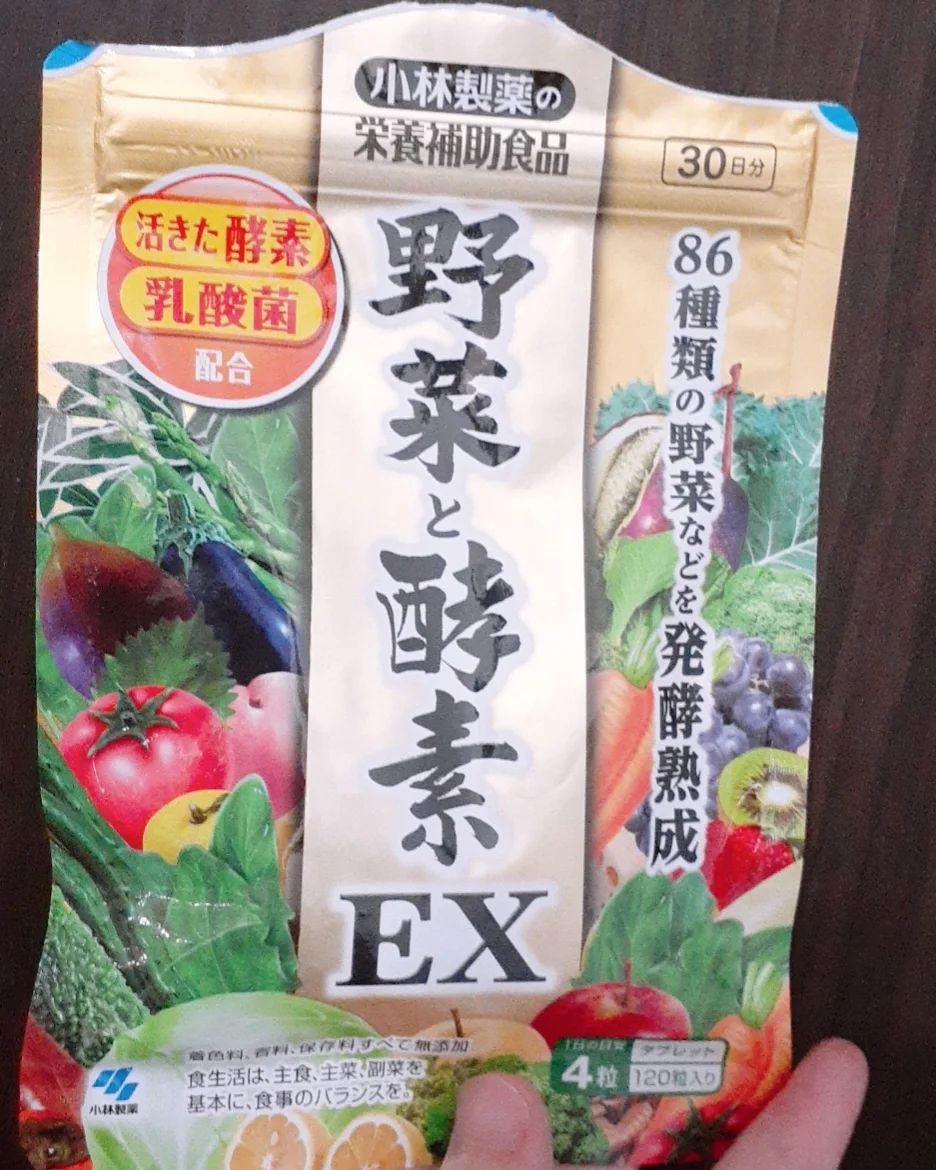 小林製薬の
栄養補助食品
30日分
活きた酵素
乳酸菌
配合
野菜と酵素
EX
86種類の野菜などを発酵熟成
着色料、香料、保存料すべて無添加
食生活は、主食、主菜、副菜を
基本に、食事のバランスを。
小林製薬
1日の目安
4粒
タブレット
120粒入り